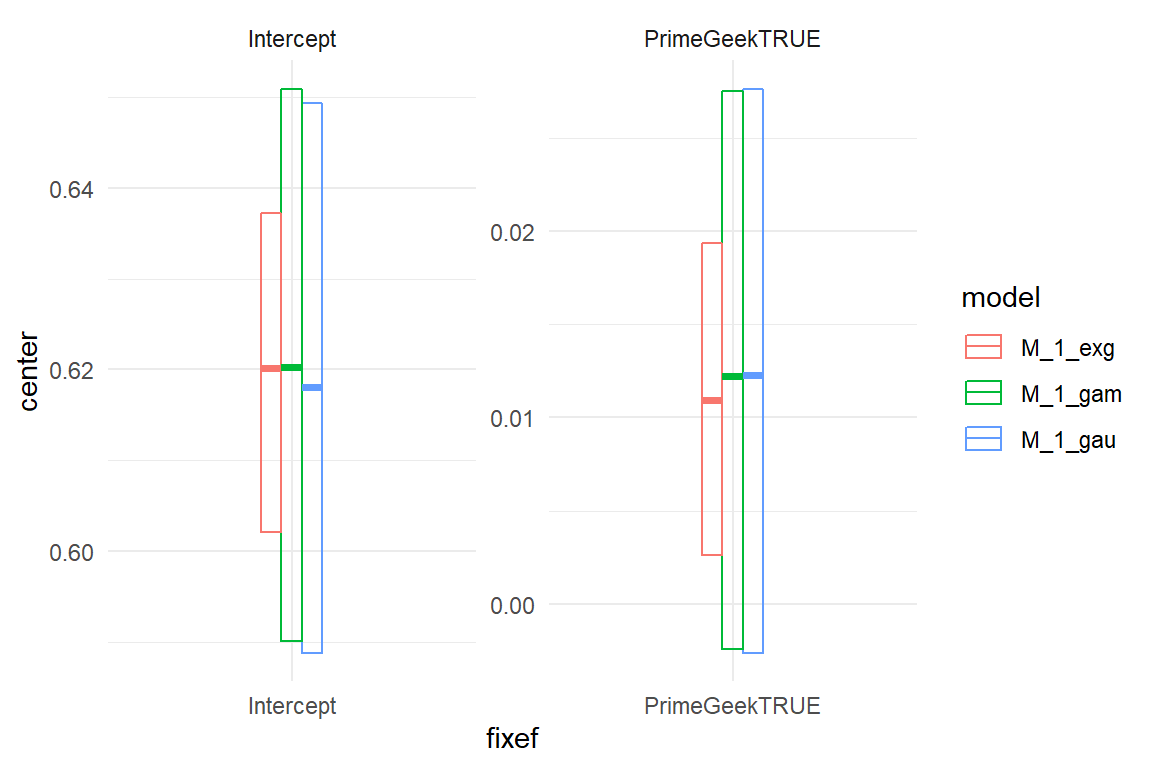 Intercept
PrimeGeekTRUE
center
0.64
0.62
0.60
0.02
0.01
0.00
Intercept
PrimeGeekTRUE
fixef
model
M_1_exg
M_1_gam
M_1_gau